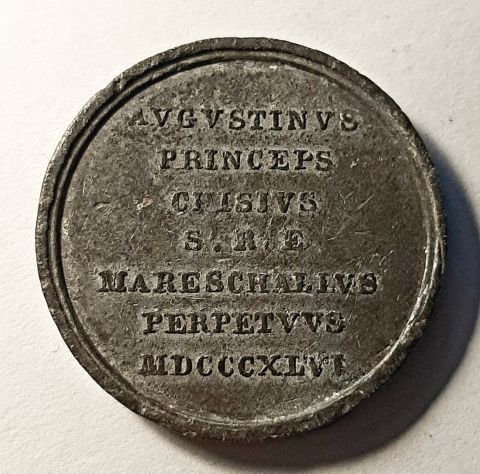 AVGVSTINVS
PRINCEPS
CHISIVS
S . R . E
MARESCHALLVS
PERPETVVS
MDCCCXLVI